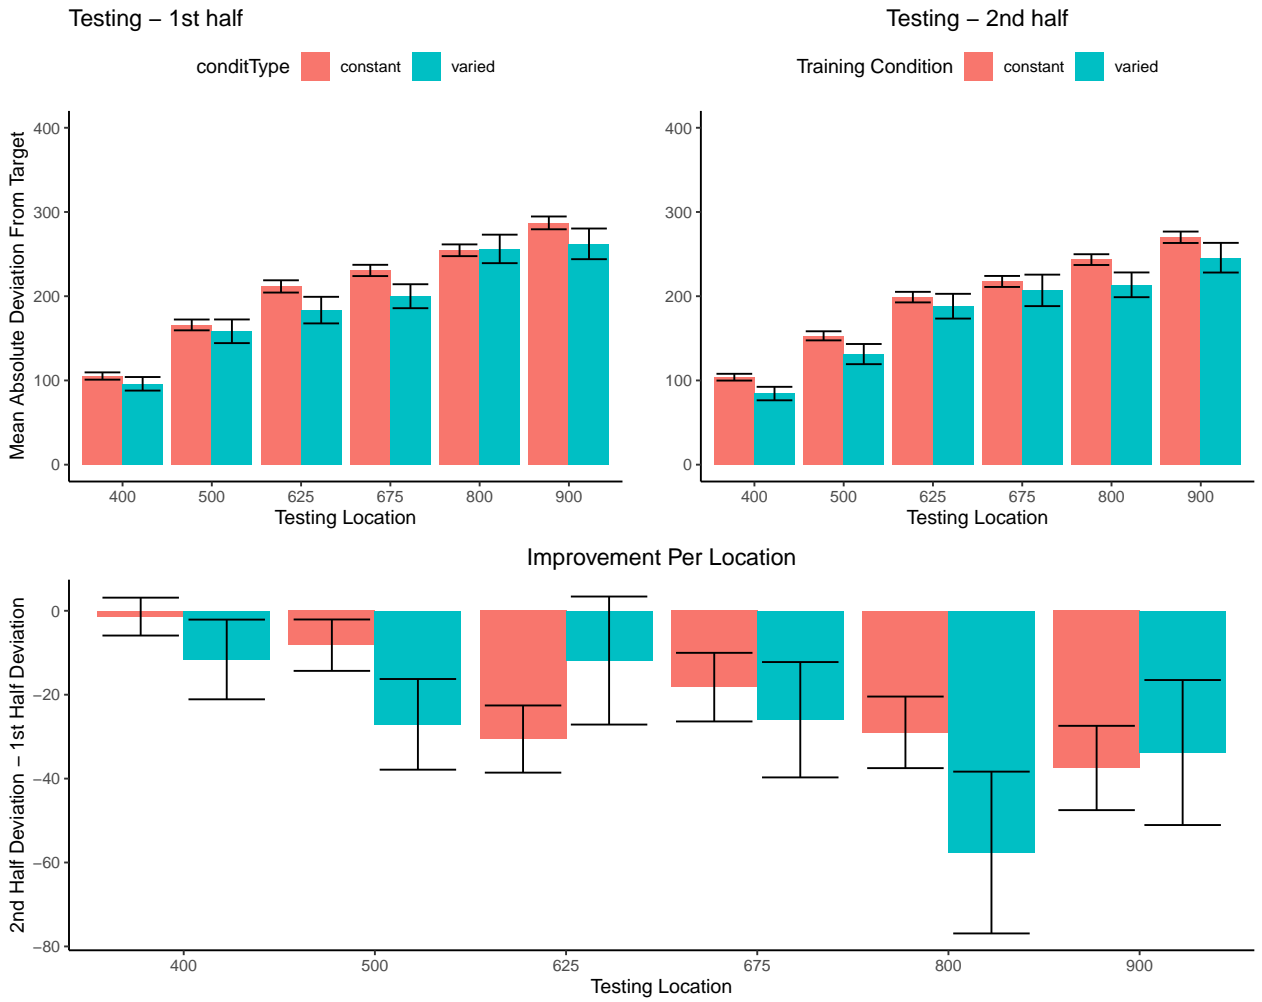 Testing − 1st half
conditType constant varied
Mean Absolute Deviation From Target
400
300
200
100
0
400 500 625 675 800 900
Testing Location
Testing − 2nd half
Training Condition constant varied
400
300
200
100
0
400 500 625 675 800 900
Testing Location
Improvement Per Location
2nd Half Deviation − 1st Half Deviation
0
−20
−40
−60
−80
400 500 625 675 800 900
Testing Location